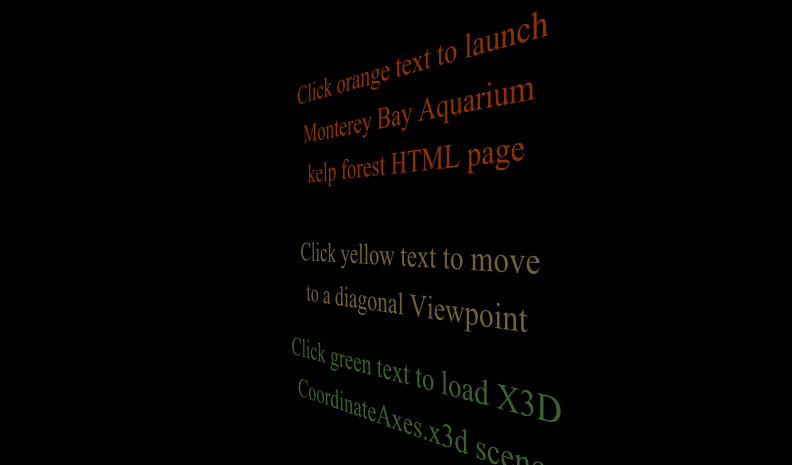 Click orange text to launch
Monterey Bay Aquarium
kelp forest HTML page
Click yellow text to move
to a diagonal Viewpoint
Click green text to load X3D
CoordinateAxes.x3d scene